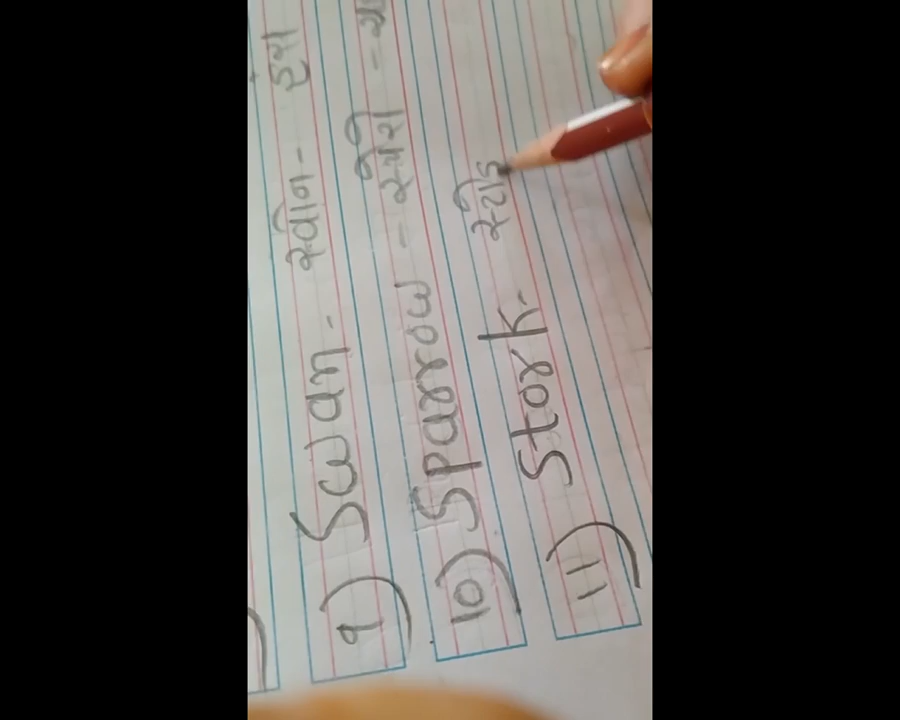 9) Swan - સ્વાન - હંસ
10) Sparrow - સ્પેરો -
11) Stork - સ્ટોક